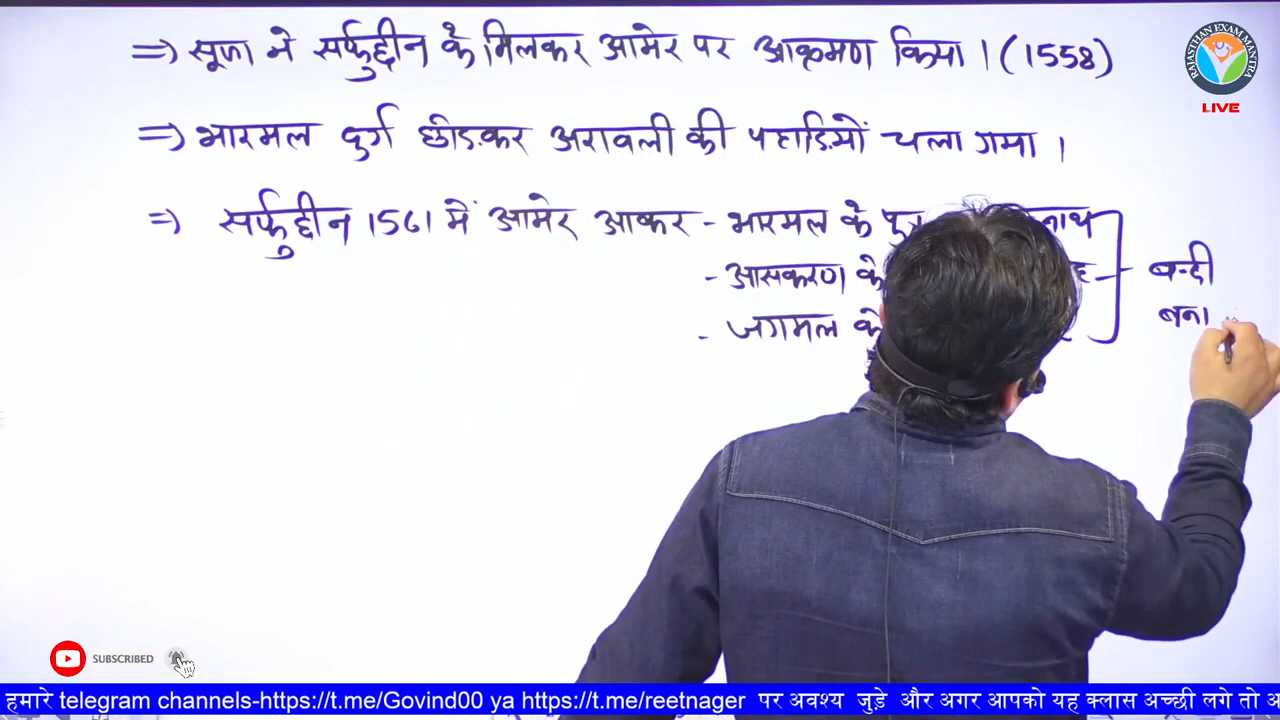 ⇒ सूजा ने सर्फुद्दीन के मिलकर आमेर पर आक्रमण किया । (1558)
⇒ भारमल दुर्ग छोडकर अरावली की पहाडियों चला गया ।
⇒ सर्फुद्दीन 1561 में आमेर आकर - भारमल के
- आसकरण के
- जगमल के
बन्दी
बना
RAJASTHAN EXAM MANTRA
LIVE
SUBSCRIBED
हमारे telegram channels-https://t.me/Govind00 ya https://t.me/reetnager पर अवश्य जुड़े और अगर आपको यह क्लास अच्छी लगे तो